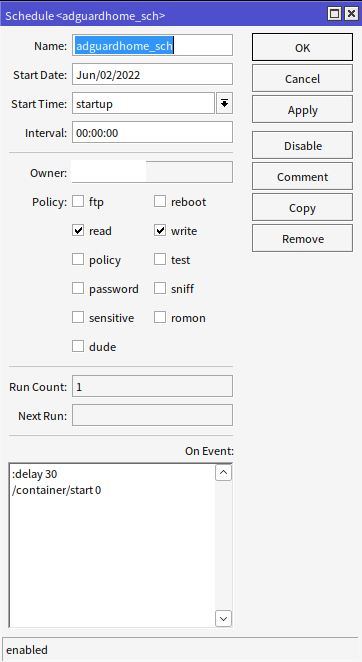 Schedule <adguardhome_sch>
Name: adguardhome_sch
OK
Start Date: Jun/02/2022
Cancel
Start Time: startup
Apply
Interval: 00:00:00
Disable
Owner:
Comment
Policy: ftp reboot
Copy
read write
Remove
policy test
password sniff
sensitive romon
dude
Run Count: 1
Next Run:
On Event:
:delay 30
/container/start 0
enabled